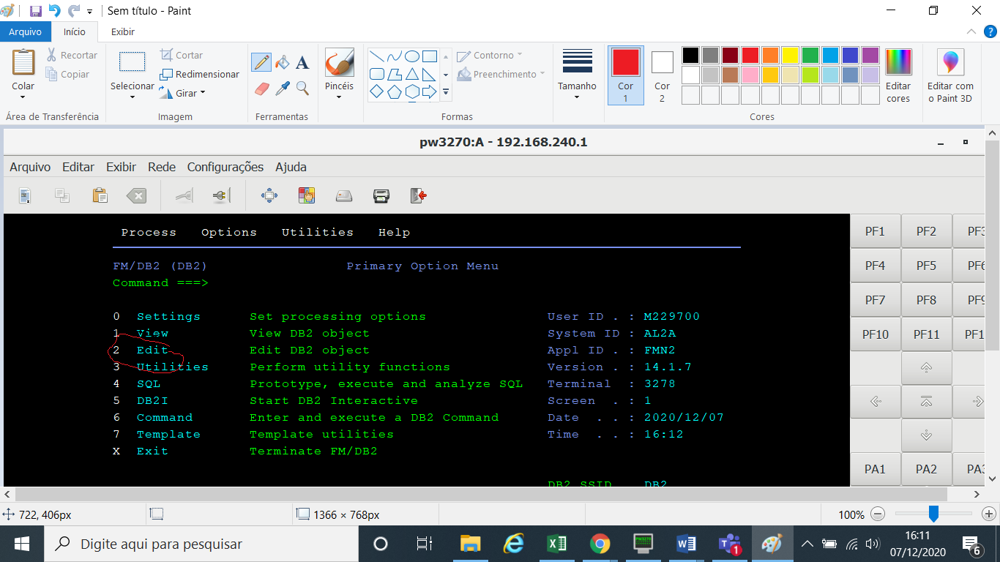 Sem título - Paint
Arquivo Início Exibir
Colar
Recortar
Copiar
Área de Transferência
Selecionar
Cortar
Redimensionar
Girar
Imagem
A
Ferramentas
Pincéis
Contorno
Preenchimento
Formas
Tamanho
Cor 1
Cor 2
Editar cores
Editar com o Paint 3D
Cores
pw3270:A - 192.168.240.1
Arquivo Editar Exibir Rede Configurações Ajuda
Process Options Utilities Help
FM/DB2 (DB2) Primary Option Menu
Command ===>
0 Settings Set processing options User ID . : M229700
1 View View DB2 object System ID : AL2A
2 Edit Edit DB2 object Appl ID . : FMN2
3 Utilities Perform utility functions Version . : 14.1.7
4 SQL Prototype, execute and analyze SQL Terminal : 3278
5 DB2I Start DB2 Interactive Screen . : 1
6 Command Enter and execute a DB2 Command Date . . : 2020/12/07
7 Template Template utilities Time . . : 16:12
X Exit Terminate FM/DB2
DB2 SSID DB2
PF1 PF2 PF3
PF4 PF5 PF6
PF7 PF8 PF9
PF10 PF11 PF1
PA1 PA2 PA3
722, 406px 1366 × 768px 100%
Digite aqui para pesquisar
1
16:11
07/12/2020
6